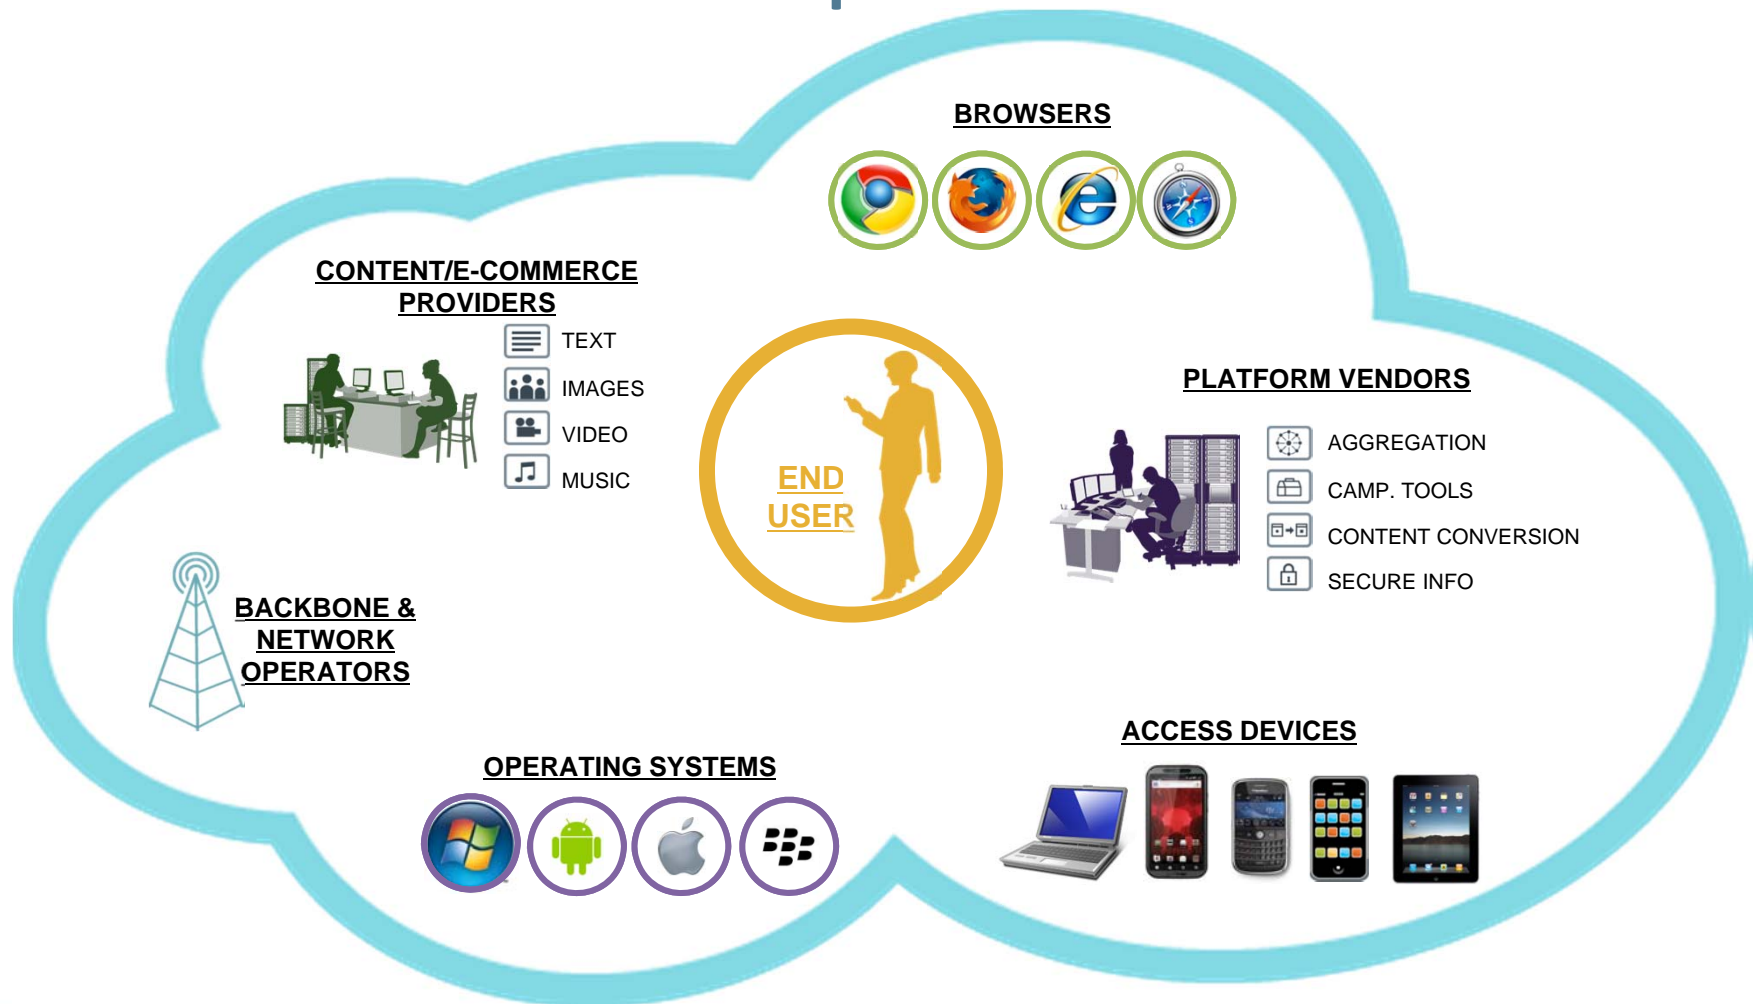 BROWSERS
CONTENT/E-COMMERCE
PROVIDERS
TEXT
IMAGES
VIDEO
MUSIC
END
USER
PLATFORM VENDORS
AGGREGATION
CAMP. TOOLS
CONTENT CONVERSION
SECURE INFO
BACKBONE &
NETWORK
OPERATORS
OPERATING SYSTEMS
ACCESS DEVICES